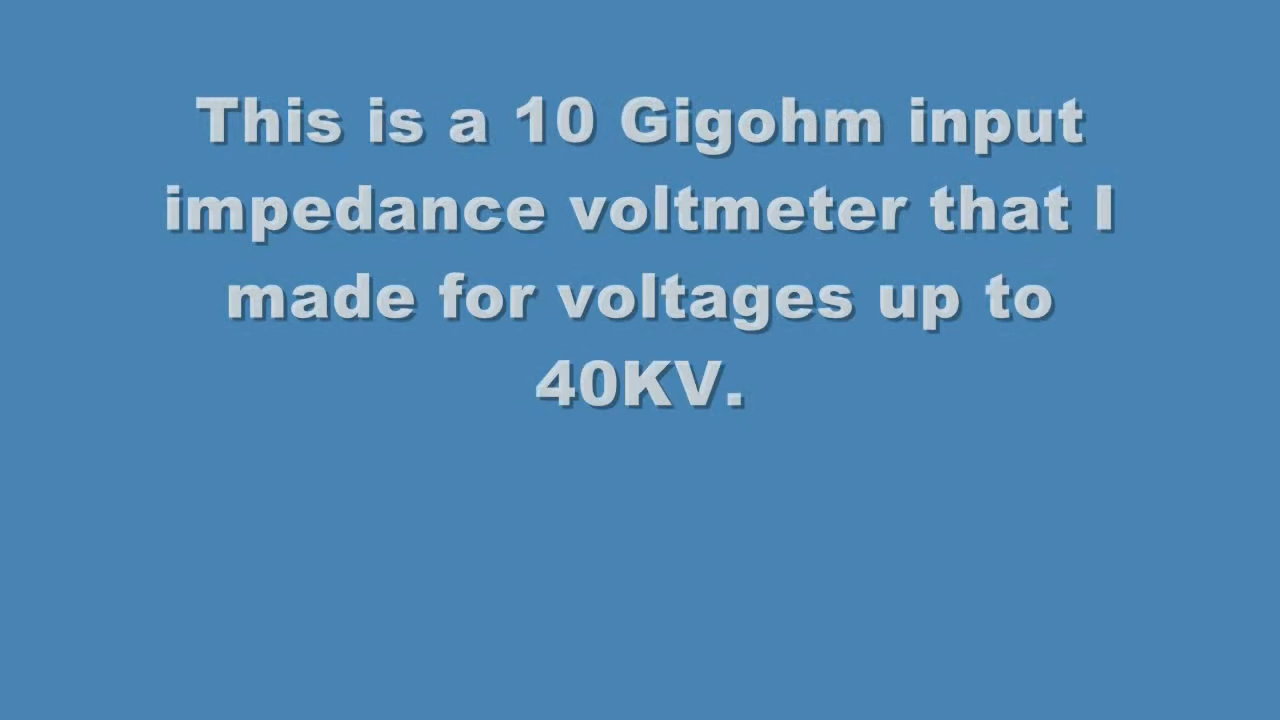 This is a 10 Gigohm input
impedance voltmeter that I
made for voltages up to
40KV.